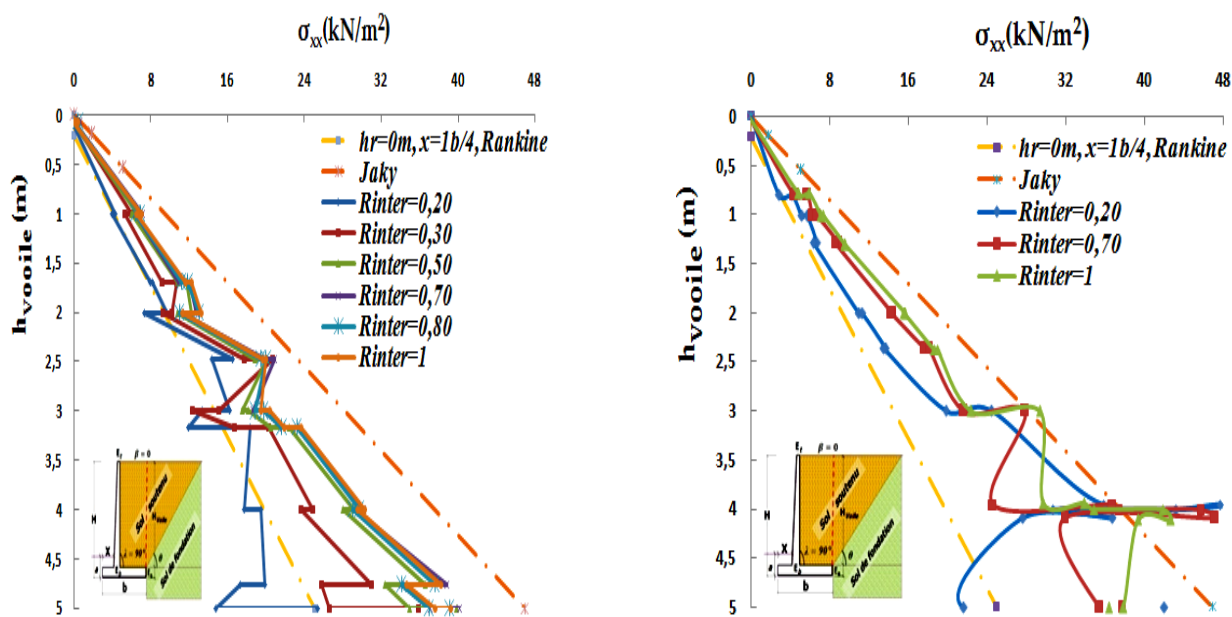 σxx(kN/m²)
0 8 16 24 32 40 48
hvooile (m)
0
0,5
1
1,5
2
2,5
3
3,5
4
4,5
5
hr=0m, x=1b/4, Rankine
Jaky
Rinter=0,20
Rinter=0,30
Rinter=0,50
Rinter=0,70
Rinter=0,80
Rinter=1
β = 0
Sol soutenu
Sol de fondation
H
X
λ = 90°
θ
e
b
σxx(kN/m²)
0 8 16 24 32 40 48
hvooile (m)
0
0,5
1
1,5
2
2,5
3
3,5
4
4,5
5
hr=0m, x=1b/4, Rankine
Jaky
Rinter=0,20
Rinter=0,70
Rinter=1
β = 0
Sol soutenu
Sol de fondation
H
X
λ = 90°
θ
e
b